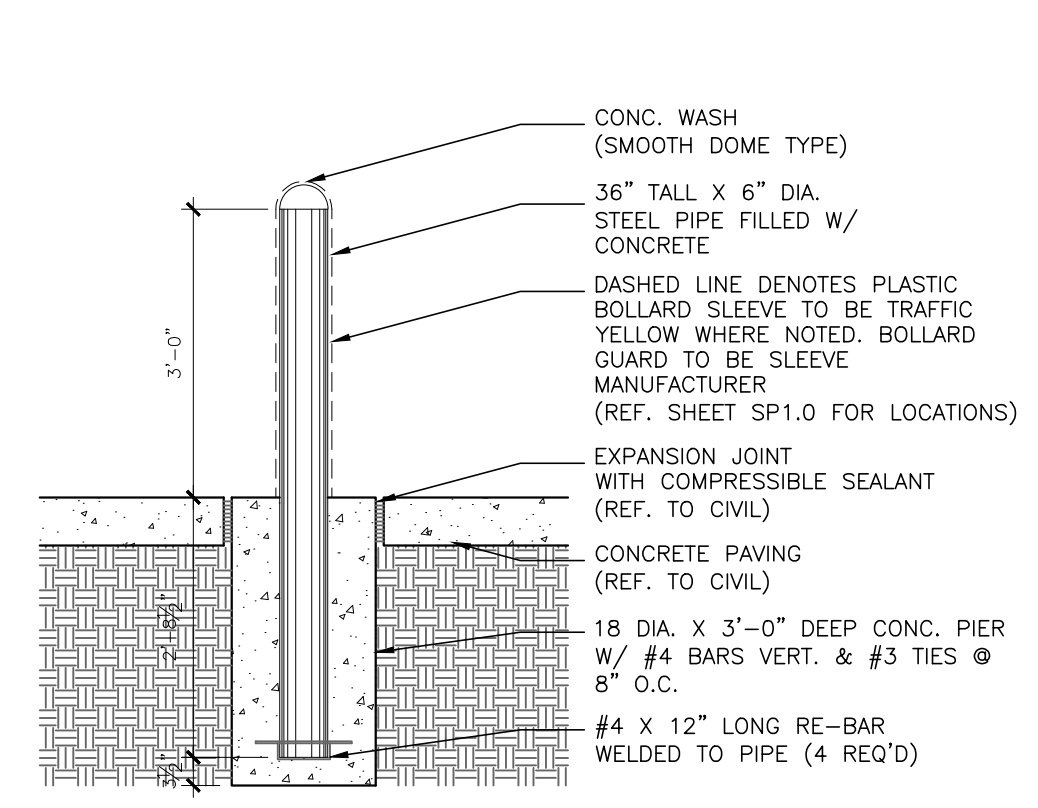 CONC. WASH
(SMOOTH DOME TYPE)
36" TALL X 6" DIA.
STEEL PIPE FILLED W/
CONCRETE
DASHED LINE DENOTES PLASTIC
BOLLARD SLEEVE TO BE TRAFFIC
YELLOW WHERE NOTED. BOLLARD
GUARD TO BE SLEEVE
MANUFACTURER
(REF. SHEET SP1.0 FOR LOCATIONS)
EXPANSION JOINT
WITH COMPRESSIBLE SEALANT
(REF. TO CIVIL)
CONCRETE PAVING
(REF. TO CIVIL)
18 DIA. X 3'-0" DEEP CONC. PIER
W/ #4 BARS VERT. & #3 TIES @
8" O.C.
#4 X 12" LONG RE-BAR
WELDED TO PIPE (4 REQ'D)
3'-0"
2'-8½"
3½"